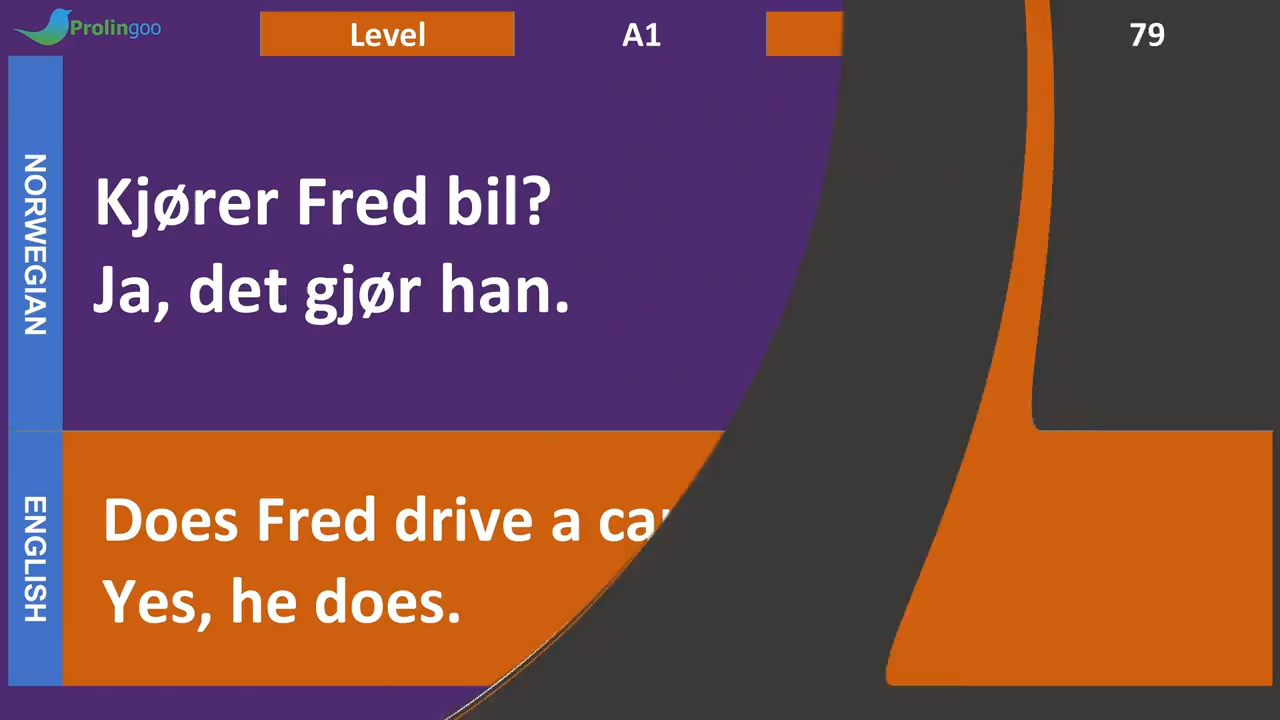 Prolingoo
Level
A1
79
NORWEGIAN
Kjører Fred bil?
Ja, det gjør han.
ENGLISH
Does Fred drive a
Yes, he does.